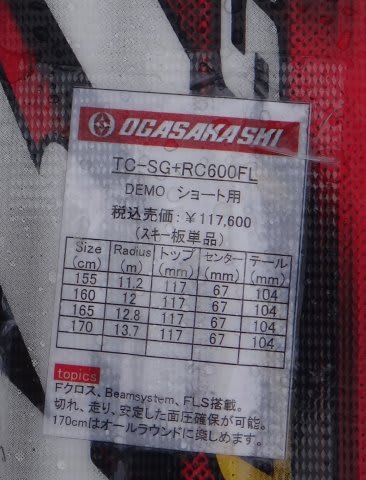 OGASAKA SKI
TC-SG+RC600FL
DEMO ショート用
税込売価：￥117,600
(スキー板単品)
Size (cm) Radius (m) トップ (mm) センター (mm) テール (mm)
155 11.2 117 67 104
160 12 117 67 104
165 12.8 117 67 104
170 13.7 117 67 104
topics
Fクロス、Beamsystem、FLS搭載。
切れ、走り、安定した面圧確保が可能。
170cmはオールラウンドに楽しめます。